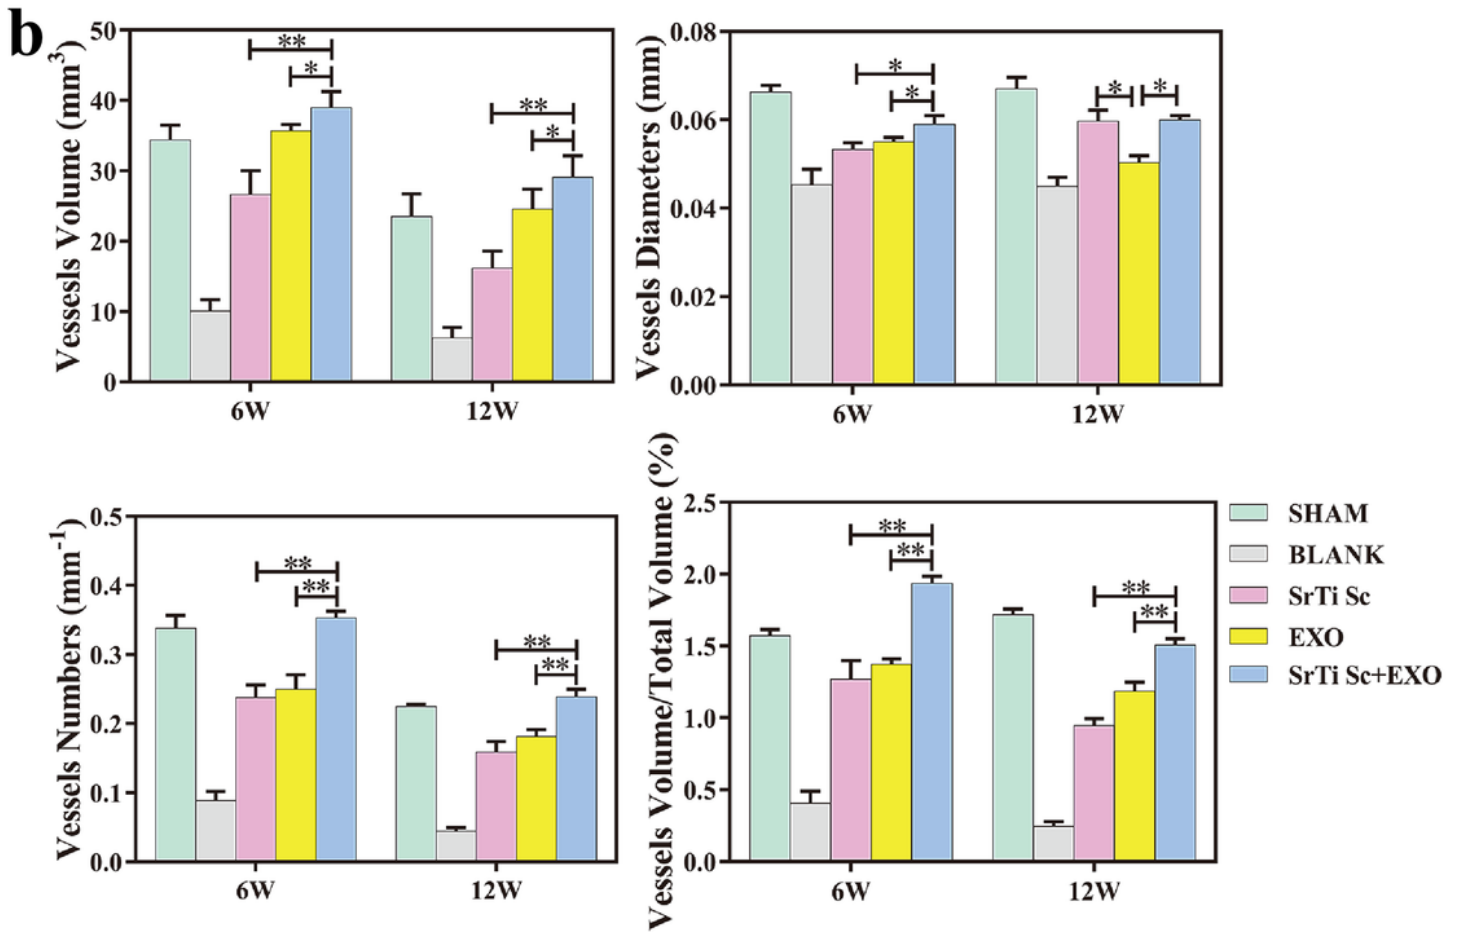 b
Vessesls Volume (mm3)
50
40
30
20
10
0
**
*
**
*
6W
12W
Vessels Diameters (mm)
0.08
0.06
0.04
0.02
0.00
*
*
*
*
6W
12W
Vessels Numbers (mm-1)
0.5
0.4
0.3
0.2
0.1
0.0
**
**
**
**
6W
12W
Vessels Volume/Total Volume (%)
2.5
2.0
1.5
1.0
0.5
0.0
**
**
**
**
6W
12W
SHAM
BLANK
SrTi Sc
EXO
SrTi Sc+EXO